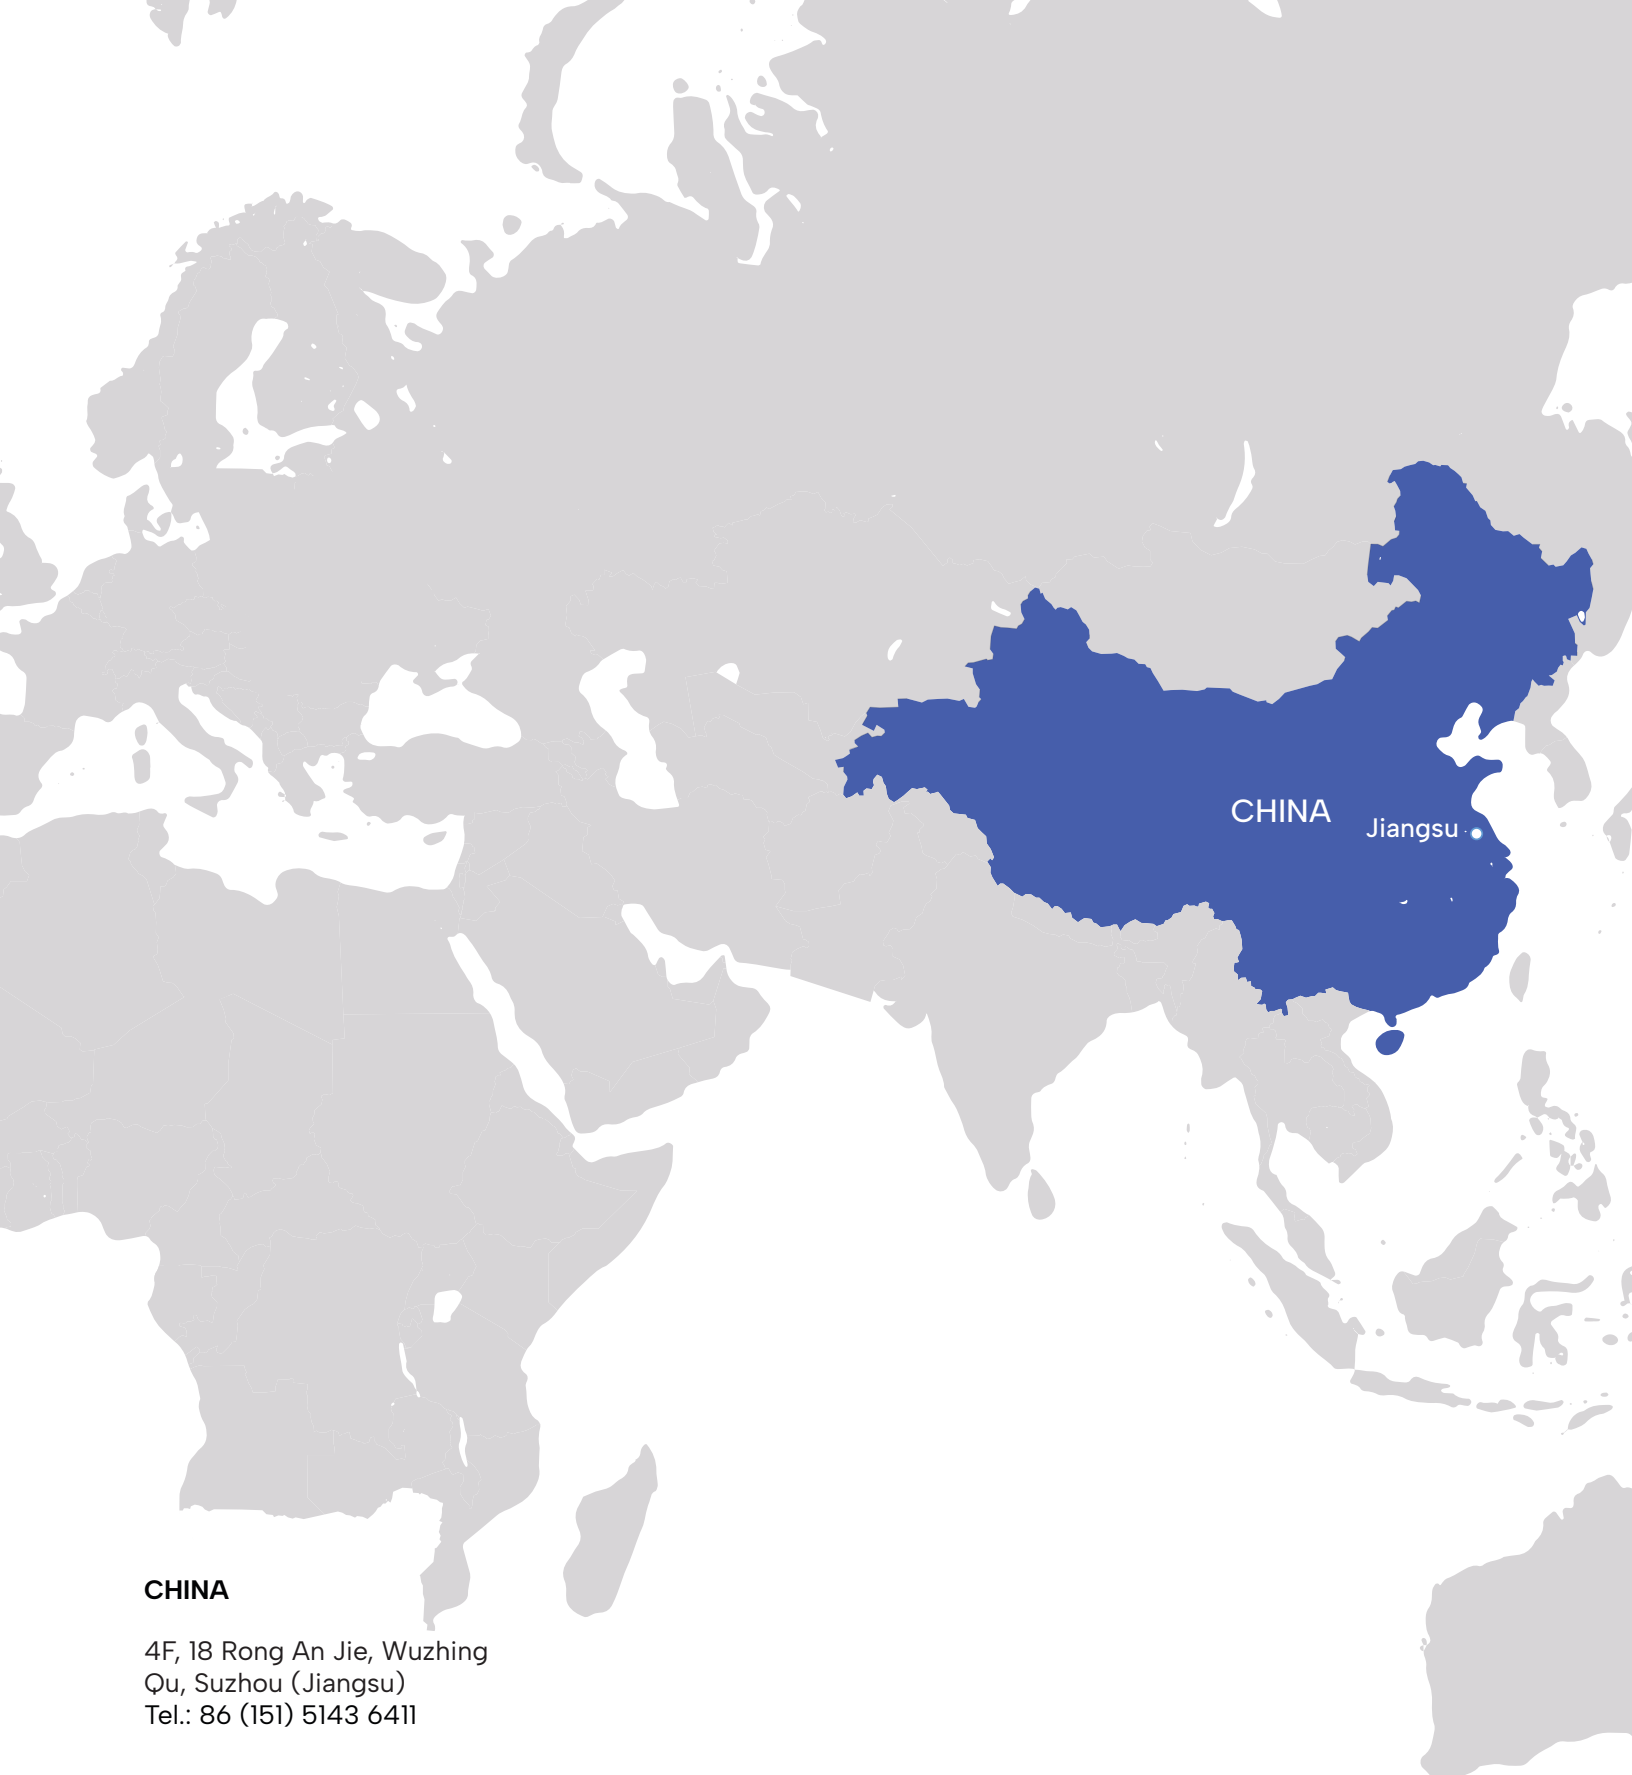 CHINA
Jiangsu
CHINA
4F, 18 Rong An Jie, Wuzhing
Qu, Suzhou (Jiangsu)
Tel.: 86 (151) 5143 6411